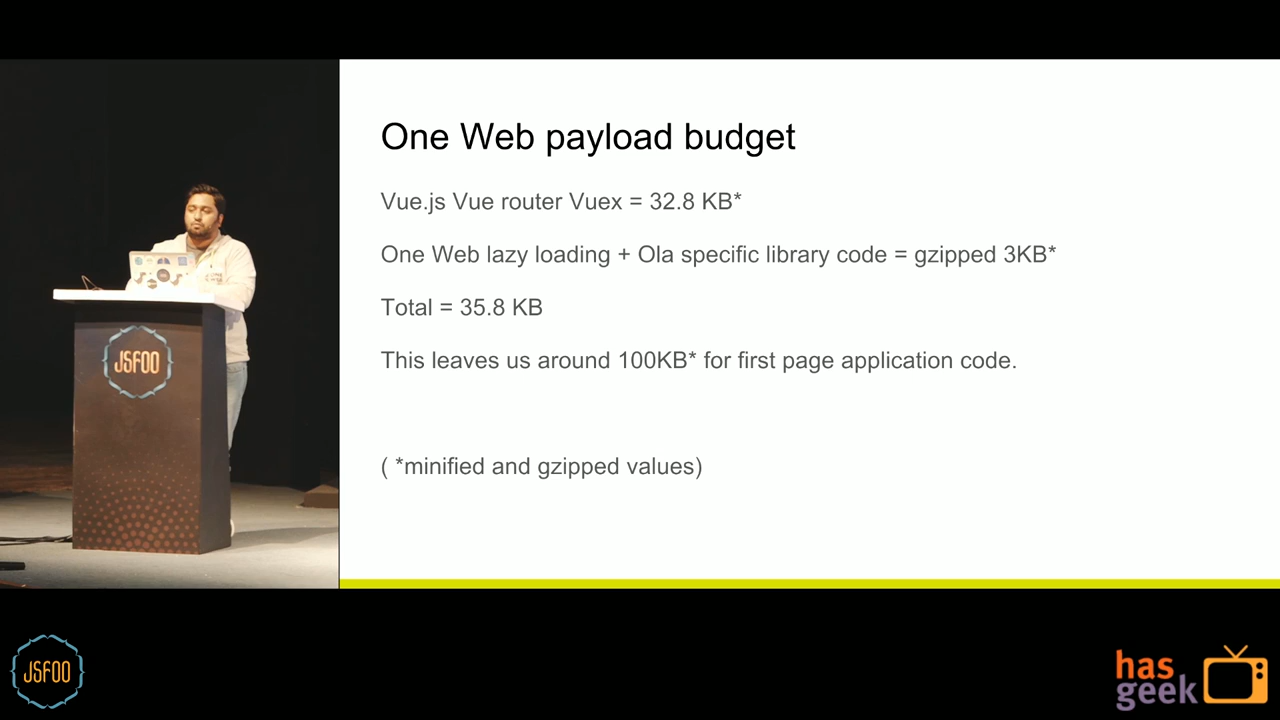 One Web payload budget
Vue.js Vue router Vuex = 32.8 KB*
One Web lazy loading + Ola specific library code = gzipped 3KB*
Total = 35.8 KB
This leaves us around 100KB* for first page application code.
( *minified and gzipped values)
JSFOO
JSFOO
has
geek